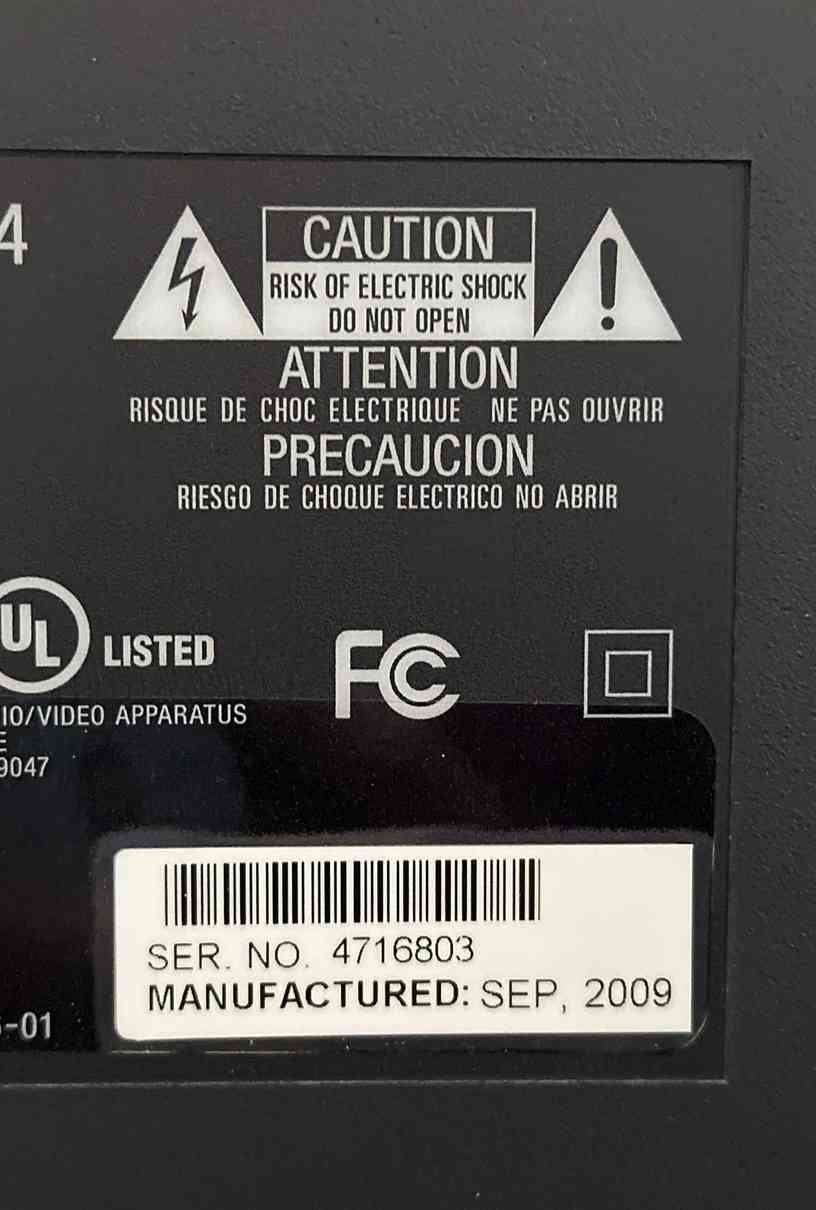 4
CAUTION
RISK OF ELECTRIC SHOCK
DO NOT OPEN
ATTENTION
RISQUE DE CHOC ELECTRIQUE NE PAS OUVRIR
PRECAUCION
RIESGO DE CHOQUE ELECTRICO NO ABRIR
UL LISTED
FC
IO/VIDEO APPARATUS
E
9047
SER. NO. 4716803
MANUFACTURED: SEP, 2009
-01